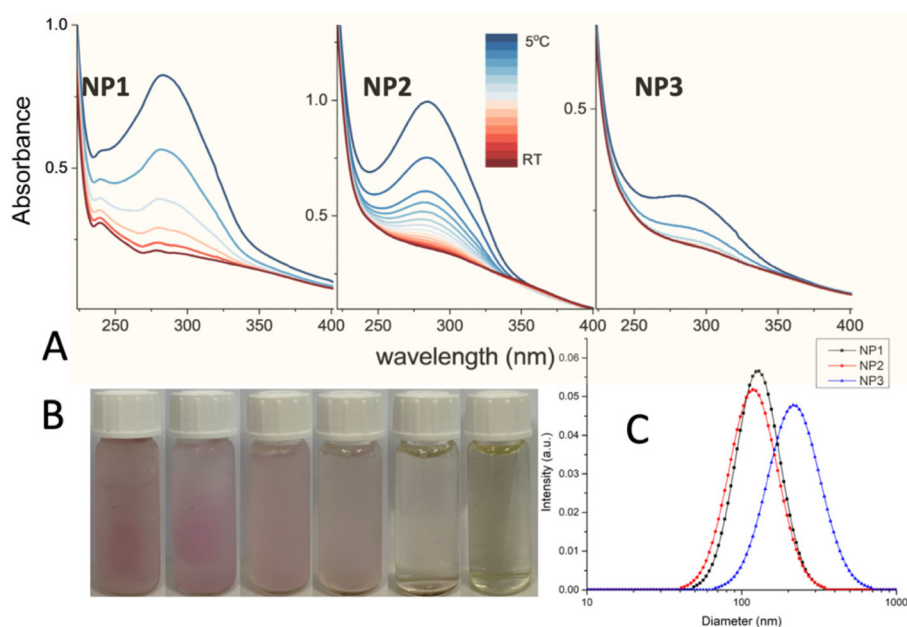 1.0
0.5
Absorbance
NP1
250
300
350
400
1.0
0.5
NP2
5°C
RT
250
300
350
400
0.5
NP3
250
300
350
400
wavelength (nm)
A
B
C
NP1
NP2
NP3
0.06
0.05
0.04
0.03
0.02
0.01
0.00
Intensity (a.u.)
10
100
1000
Diameter (nm)